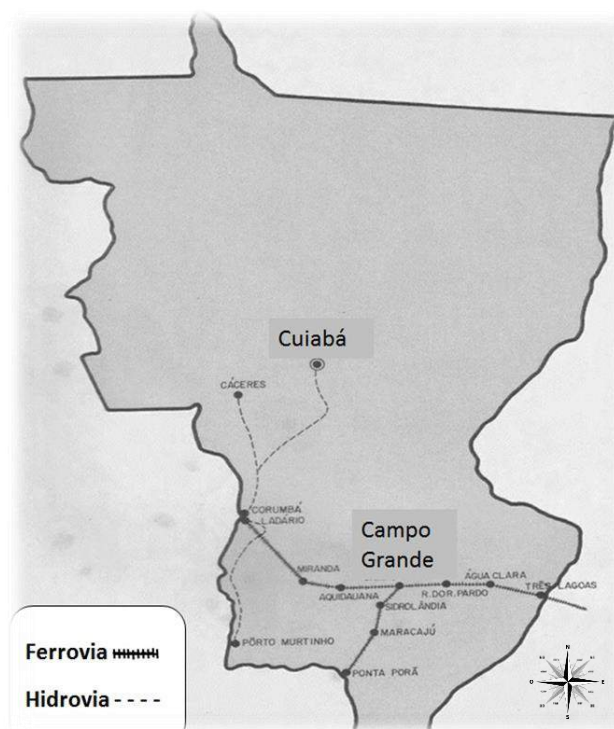 Cuiabá
CÁCERES
CORUMBÁ
LADÁRIO
Campo
Grande
MIRANDA
ÁGUA CLARA
TRÊS LAGOAS
AQUIDAUANA
R.DOR.PARDO
SIDROLÂNDIA
MARACAJÚ
PÔRTO MURTINHO
PONTA PORÃ
Ferrovia
Hidrovia
N
O
E
S